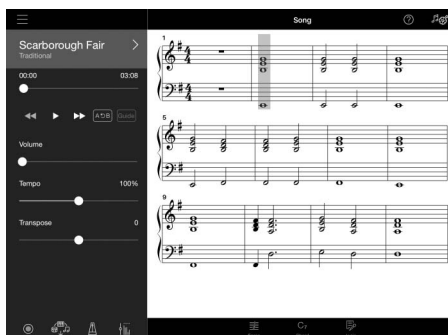 Song
Scarborough Fair
Traditional
00:00 03:08
A B Guide
Volume
Tempo 100%
Transpose 0
1
5
9